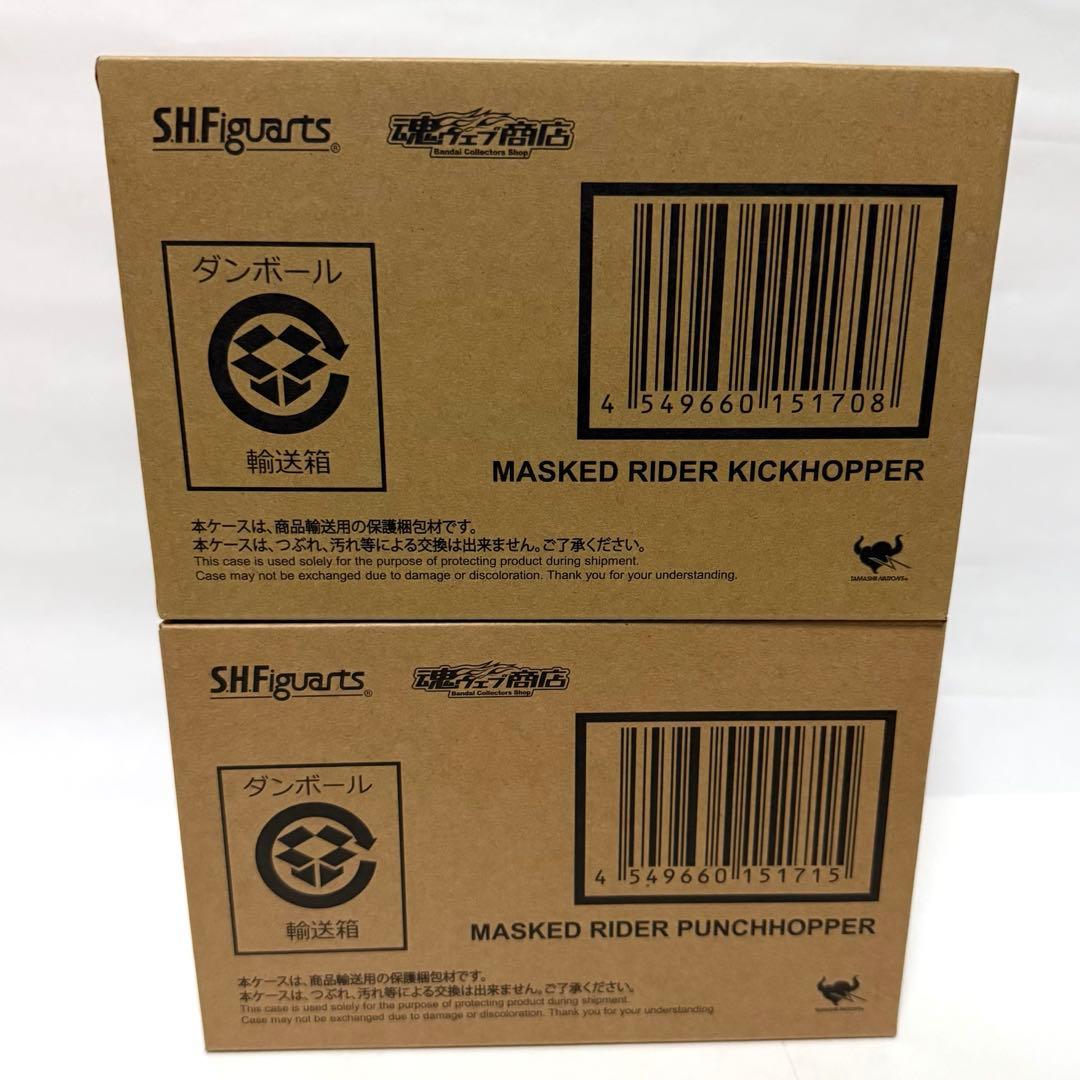 S.H.Figuarts®
魂ウェブ商店
Bandai Collectors Shop
ダンボール
輸送箱
4 549660 151708
MASKED RIDER KICKHOPPER
本ケースは、商品輸送用の保護梱包材です。
本ケースは、つぶれ、汚れ等による交換は出来ません。ご了承ください。
This case is used solely for the purpose of protecting product during shipment.
Case may not be exchanged due to damage or discoloration. Thank you for your understanding.
TAMASHII NATIONS
S.H.Figuarts®
魂ウェブ商店
Bandai Collectors Shop
ダンボール
輸送箱
4 549660 151715
MASKED RIDER PUNCHHOPPER
本ケースは、商品輸送用の保護梱包材です。
本ケースは、つぶれ、汚れ等による交換は出来ません。ご了承ください。
This case is used solely for the purpose of protecting product during shipment.
Case may not be exchanged due to damage or discoloration. Thank you for your understanding.
TAMASHII NATIONS